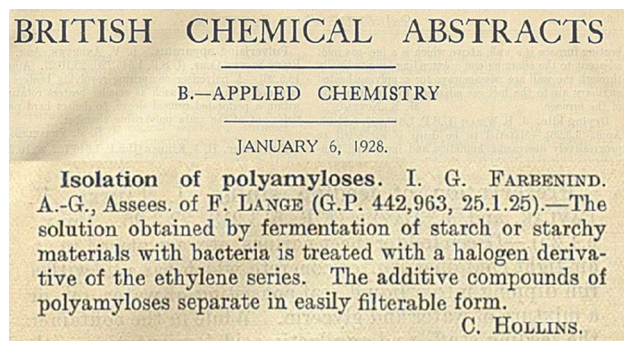 BRITISH CHEMICAL ABSTRACTS
B.—APPLIED CHEMISTRY
JANUARY 6, 1928.
Isolation of polyamyloses. I. G. FARBENIND.
A.-G., Assees. of F. LANGE (G.P. 442,963, 25.1.25).—The
solution obtained by fermentation of starch or starchy
materials with bacteria is treated with a halogen deriva-
tive of the ethylene series. The additive compounds of
polyamyloses separate in easily filterable form.
C. HOLLINS.